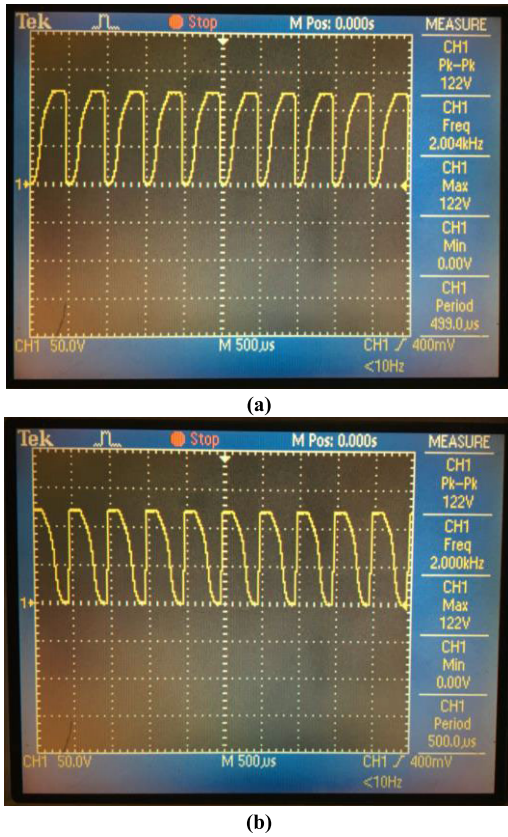 Tek Stop M Pos: 0.000s MEASURE
CH1
Pk-Pk
122V
CH1
Freq
2.004kHz
CH1
Max
122V
CH1
Min
0.00V
CH1
Period
499.0µs
1
CH1 50.0V M 500µs CH1 400mV
<10Hz
(a)
Tek Stop M Pos: 0.000s MEASURE
CH1
Pk-Pk
122V
CH1
Freq
2.000kHz
CH1
Max
122V
CH1
Min
0.00V
CH1
Period
500.0µs
1
CH1 50.0V M 500µs CH1 400mV
<10Hz
(b)